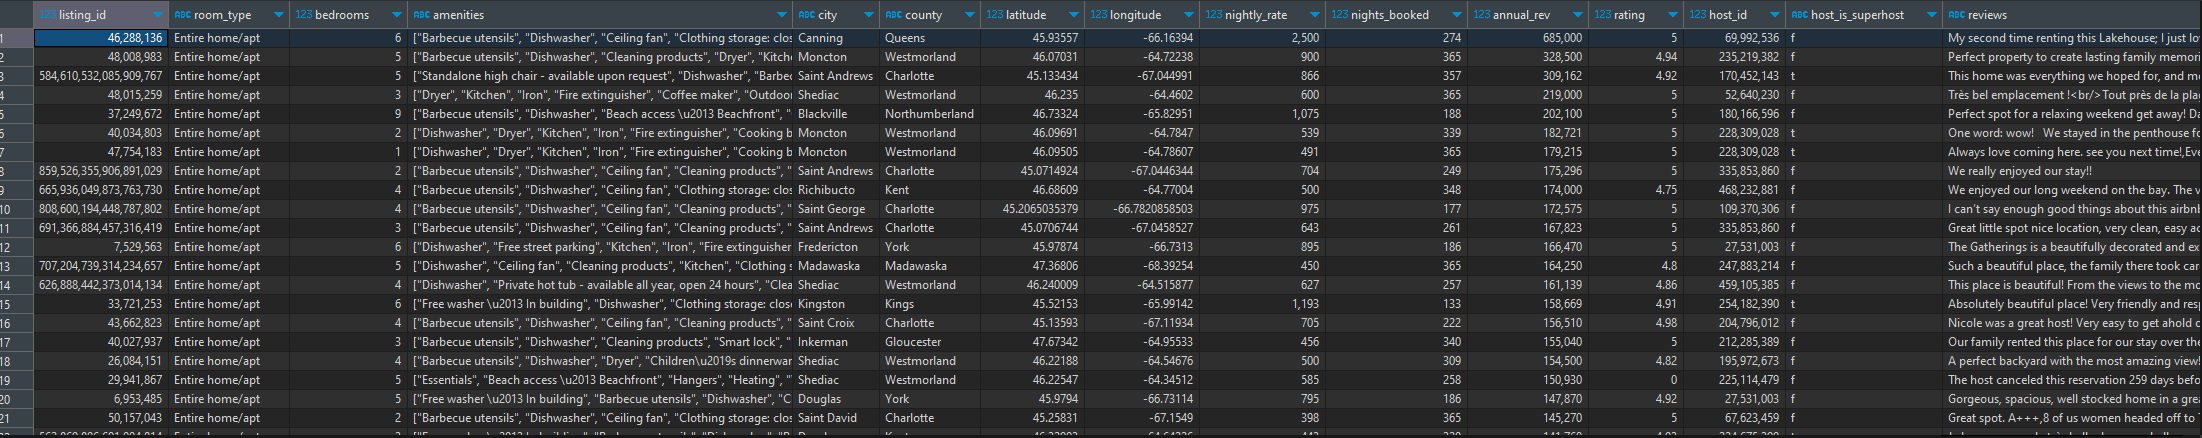 123 listing_id ABC room_type 123 bedrooms ABC amenities ABC city ABC county 123 latitude 123 longitude 123 nightly_rate 123 nights_booked 123 annual_rev 123 rating 123 host_id ABC host_is_superhost ABC reviews
1 46,288,136 Entire home/apt 6 ["Barbecue utensils", "Dishwasher", "Ceiling fan", "Clothing storage: clos Canning Queens 45.93557 -66.16394 2,500 274 685,000 5 69,992,536 f My second time renting this Lakehouse; I just lo
2 48,008,983 Entire home/apt 5 ["Barbecue utensils", "Dishwasher", "Cleaning products", "Dryer", "Kitche Moncton Westmorland 46.07031 -64.72238 900 365 328,500 4.94 235,219,382 f Perfect property to create lasting family memori
3 584,610,532,085,909,767 Entire home/apt 5 ["Standalone high chair - available upon request", "Dishwasher", "Barbec Saint Andrews Charlotte 45.133434 -67.044991 866 357 309,162 4.92 170,452,143 t This home was everything we hoped for, and m
4 48,015,259 Entire home/apt 3 ["Dryer", "Kitchen", "Iron", "Fire extinguisher", "Coffee maker", "Outdoo Shediac Westmorland 46.235 -64.4602 600 365 219,000 5 52,640,230 f Très bel emplacement !<br/>Tout près de la pla
5 37,249,672 Entire home/apt 9 ["Barbecue utensils", "Dishwasher", "Beach access \u2013 Beachfront", " Blackville Northumberland 46.73324 -65.82951 1,075 188 202,100 5 180,166,596 f Perfect spot for a relaxing weekend get away! Da
6 40,034,803 Entire home/apt 2 ["Dishwasher", "Dryer", "Kitchen", "Iron", "Fire extinguisher", "Cooking b Moncton Westmorland 46.09691 -64.7847 539 339 182,721 5 228,309,028 t One word: wow! We stayed in the penthouse fo
7 47,754,183 Entire home/apt 1 ["Dishwasher", "Dryer", "Kitchen", "Iron", "Fire extinguisher", "Cooking b Moncton Westmorland 46.09505 -64.78607 491 365 179,215 5 228,309,028 t Always love coming here. see you next time!,Eve
8 859,526,355,906,891,029 Entire home/apt 2 ["Barbecue utensils", "Dishwasher", "Ceiling fan", "Cleaning products", " Saint Andrews Charlotte 45.0714924 -67.0446344 704 249 175,296 5 335,853,860 f We really enjoyed our stay!!
9 665,936,049,873,763,730 Entire home/apt 4 ["Barbecue utensils", "Dishwasher", "Ceiling fan", "Clothing storage: clos Richibucto Kent 46.68609 -64.77004 500 348 174,000 4.75 468,232,881 f We enjoyed our long weekend on the bay. The v
10 808,600,194,448,787,802 Entire home/apt 4 ["Barbecue utensils", "Dishwasher", "Ceiling fan", "Cleaning products", " Saint George Charlotte 45.2065035379 -66.7820858503 975 177 172,575 5 109,370,306 f I can't say enough good things about this airbnb
11 691,366,884,457,316,419 Entire home/apt 3 ["Barbecue utensils", "Dishwasher", "Ceiling fan", "Cleaning products", " Saint Andrews Charlotte 45.0706744 -67.0458527 643 261 167,823 5 335,853,860 f Great little spot nice location, very clean, easy ac
12 7,529,563 Entire home/apt 6 ["Dishwasher", "Free street parking", "Kitchen", "Iron", "Fire extinguisher Fredericton York 45.97874 -66.7313 895 186 166,470 5 27,531,003 f The Gatherings is a beautifully decorated and ex
13 707,204,739,314,234,657 Entire home/apt 5 ["Dishwasher", "Ceiling fan", "Cleaning products", "Kitchen", "Clothing s Madawaska Madawaska 47.36806 -68.39254 450 365 164,250 4.8 247,883,214 f Such a beautiful place, the family there took car
14 626,888,442,373,014,134 Entire home/apt 4 ["Dishwasher", "Private hot tub - available all year, open 24 hours", "Clea Shediac Westmorland 46.240009 -64.515877 627 257 161,139 4.86 459,105,385 f This place is beautiful! From the views to the mo
15 33,721,253 Entire home/apt 6 ["Free washer \u2013 In building", "Dishwasher", "Clothing storage: close Kingston Kings 45.52153 -65.99142 1,193 133 158,669 4.91 254,182,390 t Absolutely beautiful place! Very friendly and resp
16 43,662,823 Entire home/apt 4 ["Barbecue utensils", "Dishwasher", "Ceiling fan", "Cleaning products", " Saint Croix Charlotte 45.13593 -67.11934 705 222 156,510 4.98 204,796,012 f Nicole was a great host! Very easy to get ahold o
17 40,027,937 Entire home/apt 3 ["Barbecue utensils", "Dishwasher", "Cleaning products", "Smart lock", " Inkerman Gloucester 47.67342 -64.95533 456 340 155,040 5 212,285,389 f Our family rented this place for our stay over the
18 26,084,151 Entire home/apt 4 ["Barbecue utensils", "Dishwasher", "Dryer", "Children\u2019s dinnerwar Shediac Westmorland 46.22188 -64.54676 500 309 154,500 4.82 195,972,673 f A perfect backyard with the most amazing view!
19 29,941,867 Entire home/apt 5 ["Essentials", "Beach access \u2013 Beachfront", "Hangers", "Heating", " Shediac Westmorland 46.22547 -64.34512 585 258 150,930 0 225,114,479 f The host canceled this reservation 259 days befo
20 6,953,485 Entire home/apt 5 ["Free washer \u2013 In building", "Barbecue utensils", "Dishwasher", "C Douglas York 45.9794 -66.73114 795 186 147,870 4.92 27,531,003 f Gorgeous, spacious, well stocked home in a grea
21 50,157,043 Entire home/apt 2 ["Barbecue utensils", "Dishwasher", "Ceiling fan", "Clothing storage: clos Saint David Charlotte 45.25831 -67.1549 398 365 145,270 5 67,623,459 f Great spot. A+++,8 of us women headed off to